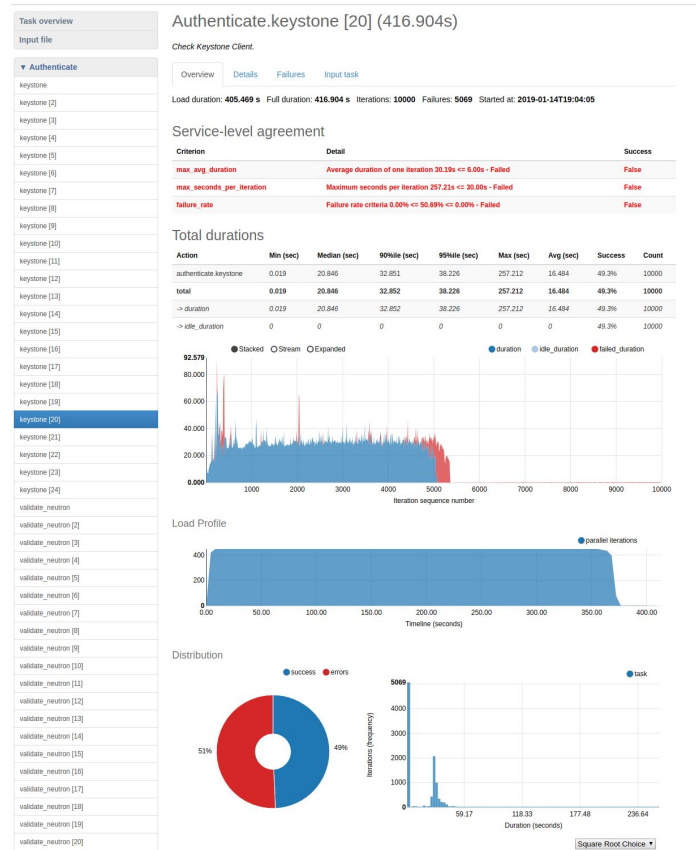 Task overview
Input file
▼ Authenticate
keystone
keystone [2]
keystone [3]
keystone [4]
keystone [5]
keystone [6]
keystone [7]
keystone [8]
keystone [9]
keystone [10]
keystone [11]
keystone [12]
keystone [13]
keystone [14]
keystone [15]
keystone [16]
keystone [17]
keystone [18]
keystone [19]
keystone [20]
keystone [21]
keystone [22]
keystone [23]
keystone [24]
validate_neutron
validate_neutron [2]
validate_neutron [3]
validate_neutron [4]
validate_neutron [5]
validate_neutron [6]
validate_neutron [7]
validate_neutron [8]
validate_neutron [9]
validate_neutron [10]
validate_neutron [11]
validate_neutron [12]
validate_neutron [13]
validate_neutron [14]
validate_neutron [15]
validate_neutron [16]
validate_neutron [17]
validate_neutron [18]
validate_neutron [19]
validate_neutron [20]
Authenticate.keystone [20] (416.904s)
Check Keystone Client.
Overview Details Failures Input task
Load duration: 405.469 s Full duration: 416.904 s Iterations: 10000 Failures: 5069 Started at: 2019-01-14T19:04:05
Service-level agreement
Criterion Detail Success
max_avg_duration Average duration of one iteration 30.19s <= 6.00s - Failed False
max_seconds_per_iteration Maximum seconds per iteration 257.21s <= 30.00s - Failed False
failure_rate Failure rate criteria 0.00% <= 50.69% <= 0.00% - Failed False
Total durations
Action Min (sec) Median (sec) 90%ile (sec) 95%ile (sec) Max (sec) Avg (sec) Success Count
authenticate.keystone 0.019 20.846 32.851 38.226 257.212 16.484 49.3% 10000
total 0.019 20.846 32.852 38.226 257.212 16.484 49.3% 10000
-> duration 0.019 20.846 32.852 38.226 257.212 16.484 49.3% 10000
-> idle_duration 0 0 0 0 0 0 49.3% 10000
Stacked Stream Expanded duration idle_duration failed_duration
92.579
80.000
60.000
40.000
20.000
0.000
1000 2000 3000 4000 5000 6000 7000 8000 9000 10000
Iteration sequence number
Load Profile
parallel iterations
400
200
0
0.00 50.00 100.00 150.00 200.00 250.00 300.00 350.00 400.00
Timeline (seconds)
Distribution
success errors
51%
49%
task
Iterations (frequency)
5069
4000
3000
2000
1000
0
59.17 118.33 177.48 236.64
Duration (seconds)
Square Root Choice ▼